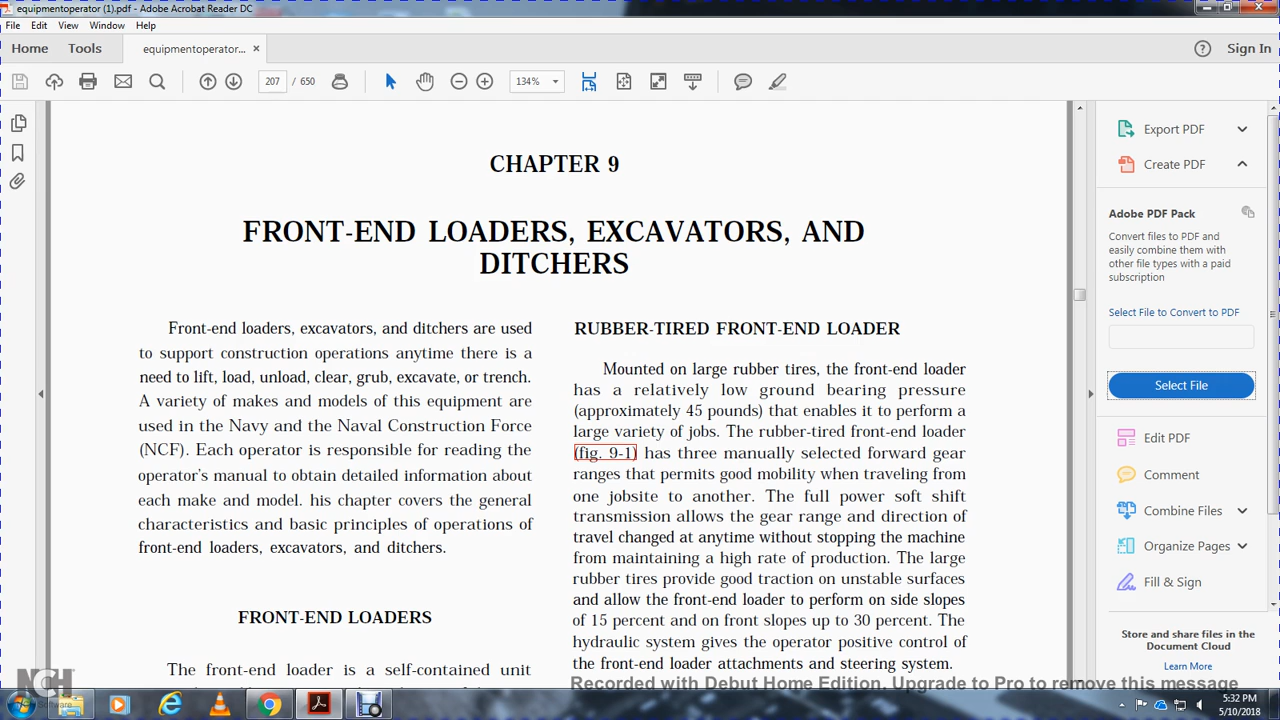 equipmentoperator (1).pdf - Adobe Acrobat Reader DC
File Edit View Window Help
Home Tools equipmentoperator... × Sign In
207 / 650 134%
CHAPTER 9
FRONT-END LOADERS, EXCAVATORS, AND
DITCHERS
Front-end loaders, excavators, and ditchers are used
to support construction operations anytime there is a
need to lift, load, unload, clear, grub, excavate, or trench.
A variety of makes and models of this equipment are
used in the Navy and the Naval Construction Force
(NCF). Each operator is responsible for reading the
operator's manual to obtain detailed information about
each make and model. his chapter covers the general
characteristics and basic principles of operations of
front-end loaders, excavators, and ditchers.
FRONT-END LOADERS
The front-end loader is a self-contained unit
RUBBER-TIRED FRONT-END LOADER
Mounted on large rubber tires, the front-end loader
has a relatively low ground bearing pressure
(approximately 45 pounds) that enables it to perform a
large variety of jobs. The rubber-tired front-end loader
(fig. 9-1) has three manually selected forward gear
ranges that permits good mobility when traveling from
one jobsite to another. The full power soft shift
transmission allows the gear range and direction of
travel changed at anytime without stopping the machine
from maintaining a high rate of production. The large
rubber tires provide good traction on unstable surfaces
and allow the front-end loader to perform on side slopes
of 15 percent and on front slopes up to 30 percent. The
hydraulic system gives the operator positive control of
the front-end loader attachments and steering system.
Export PDF
Create PDF
Adobe PDF Pack
Convert files to PDF and
easily combine them with
other file types with a paid
subscription
Select File to Convert to PDF
Select File
Edit PDF
Comment
Combine Files
Organize Pages
Fill & Sign
Store and share files in the
Document Cloud
Learn More
NCH
Recorded with Debut Home Edition. Upgrade to Pro to remove this message
5:32 PM
5/10/2018